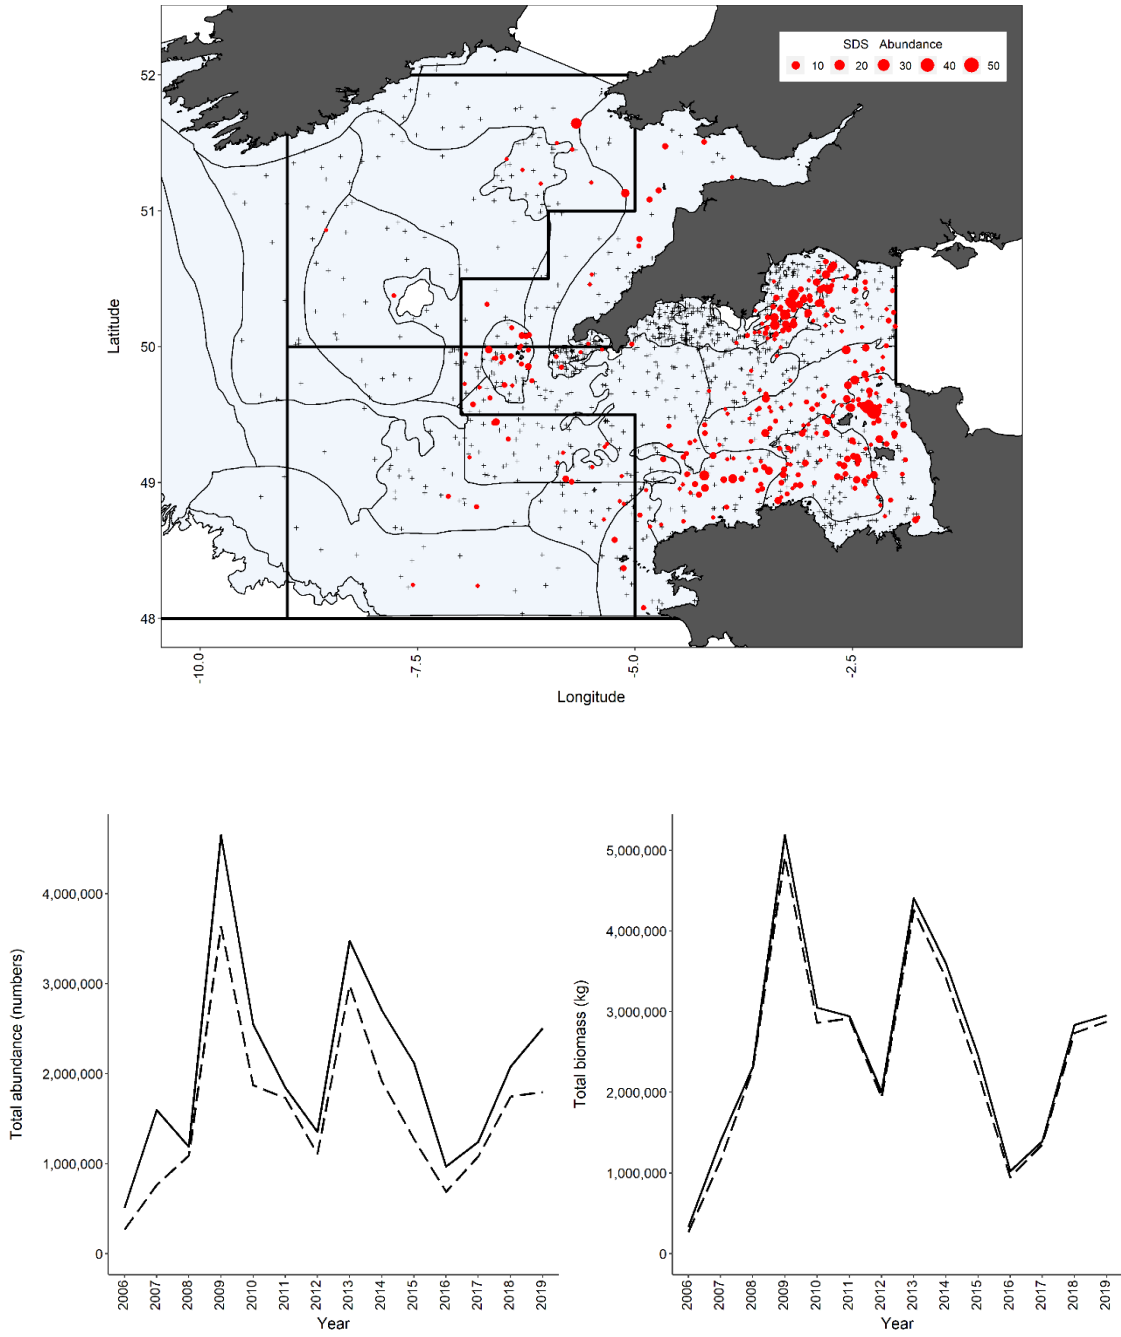 SDS Abundance
10 20 30 40 50
52
51
50
49
48
Latitude
-10.0 -7.5 -5.0 -2.5
Longitude
Total abundance (numbers)
4,000,000
3,000,000
2,000,000
1,000,000
0
2006 2007 2008 2009 2010 2011 2012 2013 2014 2015 2016 2017 2018 2019
Year
Total biomass (kg)
5,000,000
4,000,000
3,000,000
2,000,000
1,000,000
0
2006 2007 2008 2009 2010 2011 2012 2013 2014 2015 2016 2017 2018 2019
Year